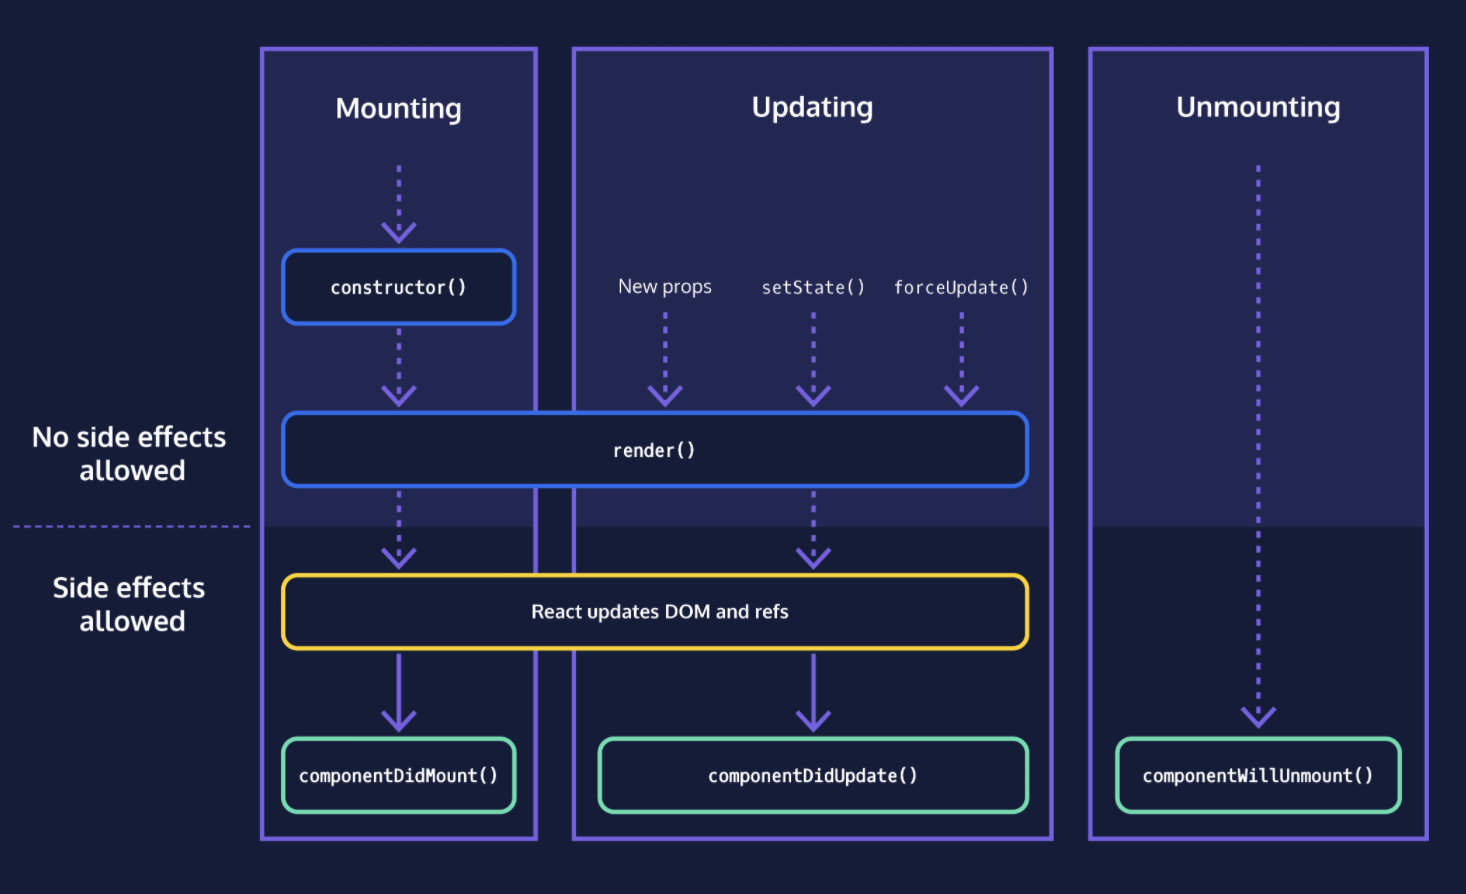 Mounting
Updating
Unmounting
constructor()
New props
setState()
forceUpdate()
No side effects
allowed
render()
Side effects
allowed
React updates DOM and refs
componentDidMount()
componentDidUpdate()
componentWillUnmount()